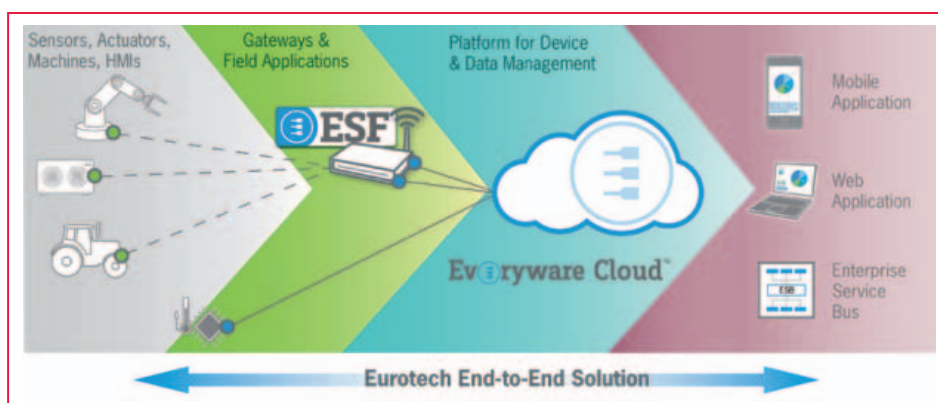 Sensors, Actuators,
Machines, HMIs
Gateways &
Field Applications
Platform for Device
& Data Management
ESF
Everyware Cloud™
Mobile
Application
Web
Application
ESB
Enterprise
Service
Bus
Eurotech End-to-End Solution